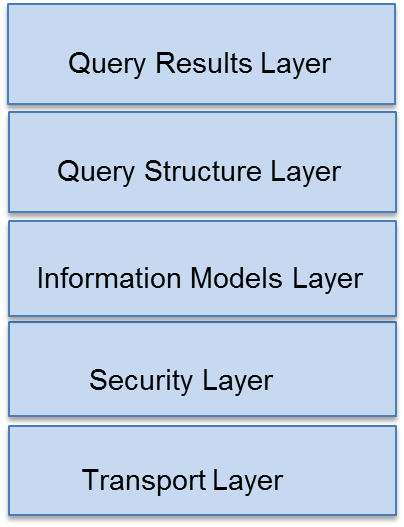 Query Results Layer
Query Structure Layer
Information Models Layer
Security Layer
Transport Layer